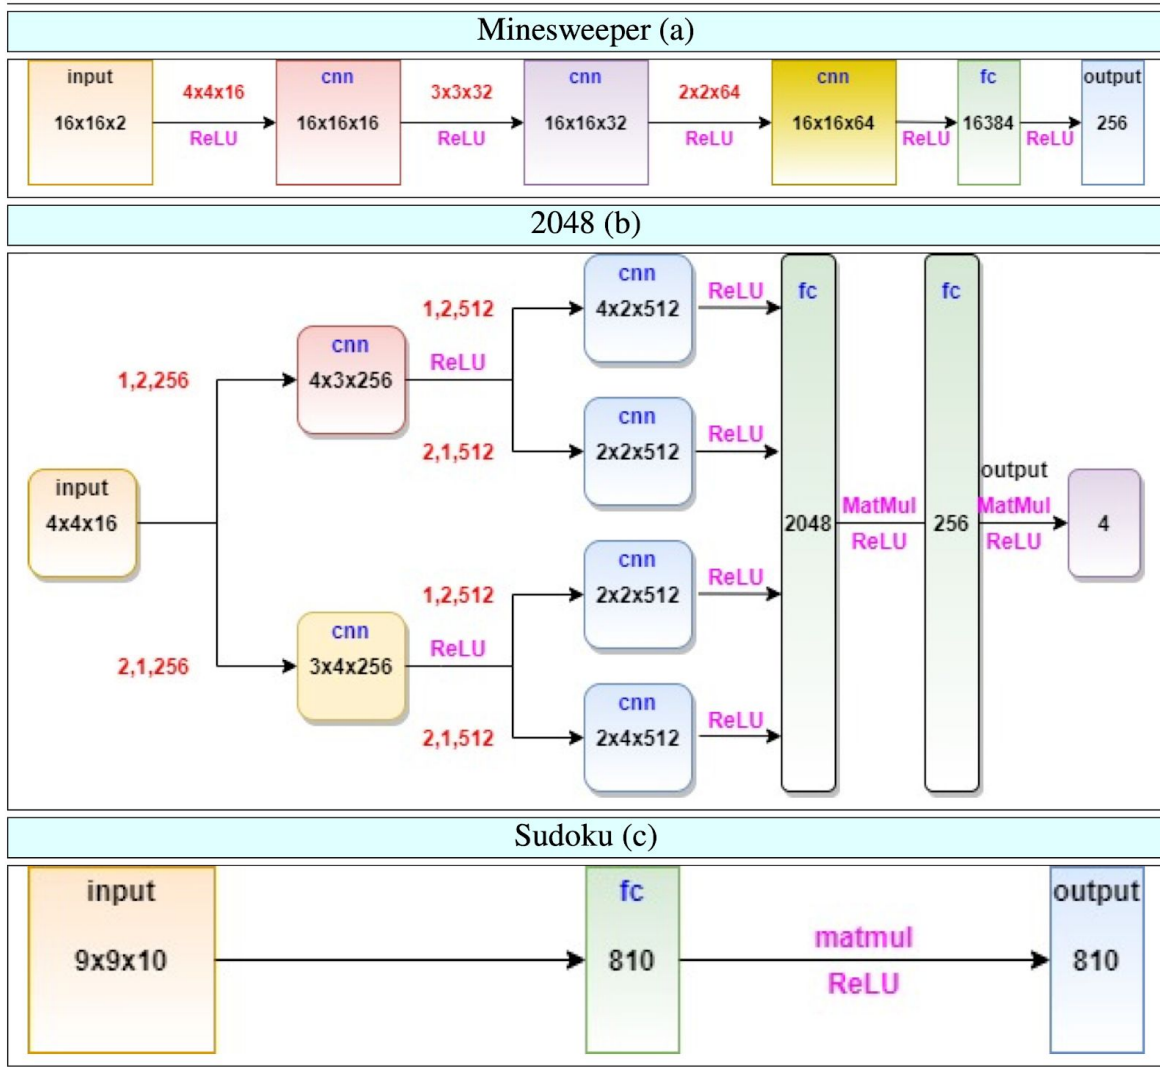 Minesweeper (a)
input
16x16x2
4x4x16
ReLU
cnn
16x16x16
3x3x32
ReLU
cnn
16x16x32
2x2x64
ReLU
cnn
16x16x64
ReLU
fc
16384
ReLU
output
256
2048 (b)
input
4x4x16
1,2,256
2,1,256
cnn
4x3x256
cnn
3x4x256
1,2,512
ReLU
2,1,512
1,2,512
ReLU
2,1,512
cnn
4x2x512
cnn
2x2x512
cnn
2x2x512
cnn
2x4x512
ReLU
ReLU
ReLU
ReLU
fc
2048
MatMul
ReLU
fc
256
output
MatMul
ReLU
4
Sudoku (c)
input
9x9x10
fc
810
matmul
ReLU
output
810